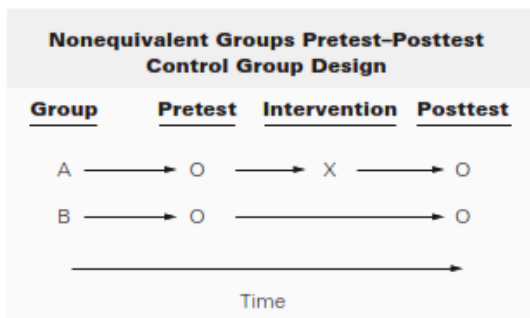 Nonequivalent Groups Pretest–Posttest
Control Group Design
Group Pretest Intervention Posttest
A O X O
B O O
Time